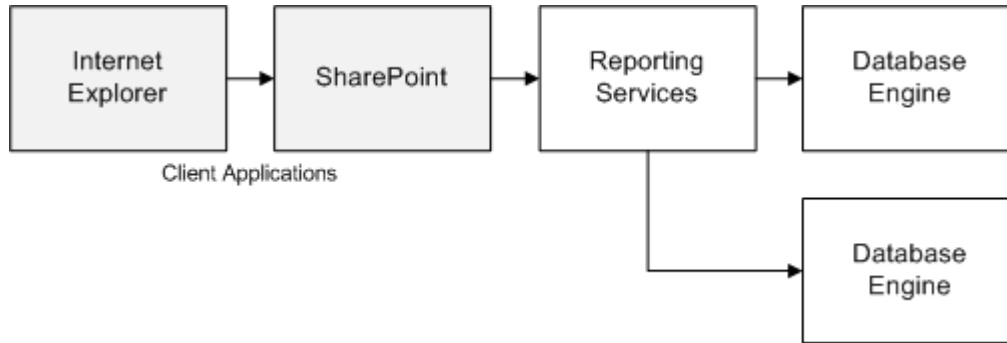 Internet
Explorer
SharePoint
Reporting
Services
Database
Engine
Client Applications
Database
Engine